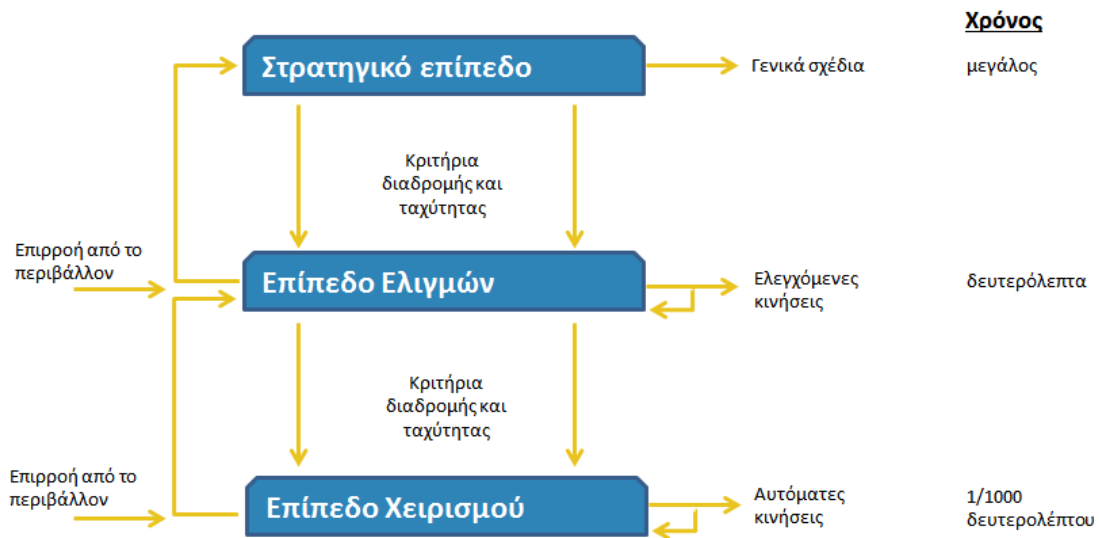 Χρόνος
Στρατηγικό επίπεδο
Γενικά σχέδια
μεγάλος
Κριτήρια
διαδρομής και
ταχύτητας
Επιρροή από το
περιβάλλον
Επίπεδο Ελιγμών
Ελεγχόμενες
κινήσεις
δευτερόλεπτα
Κριτήρια
διαδρομής και
ταχύτητας
Επιρροή από το
περιβάλλον
Επίπεδο Χειρισμού
Αυτόματες
κινήσεις
1/1000
δευτερολέπτου